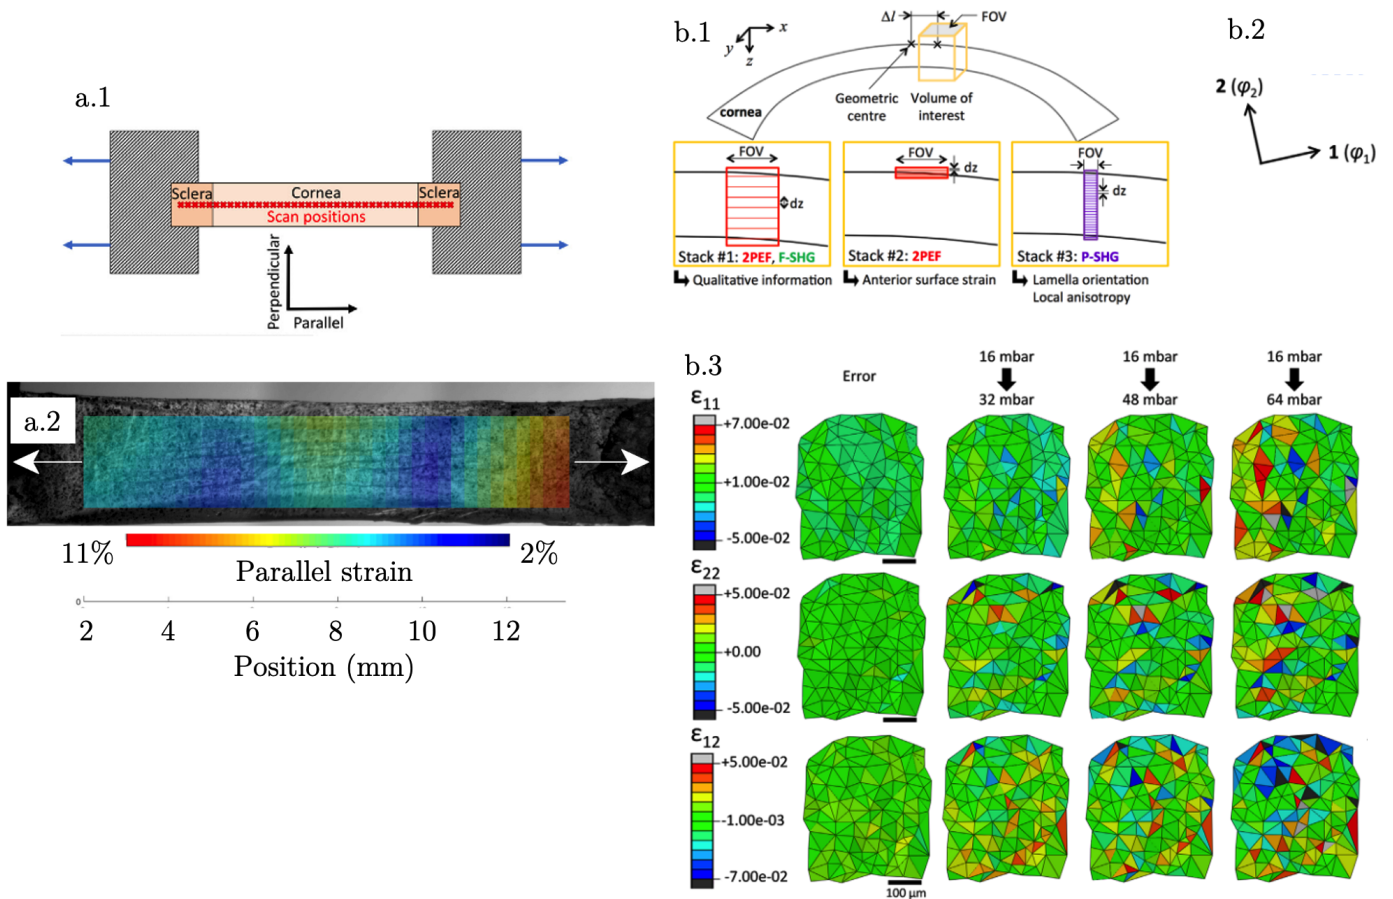 a.1
Sclera
Cornea
Sclera
Scan positions
Perpendicular
Parallel
a.2
11%
2%
Parallel strain
0
2 4 6 8 10 12
Position (mm)
b.1
x
y
z
Δl
FOV
Geometric
centre
Volume of
interest
cornea
FOV
dz
Stack #1: 2PEF, F-SHG
Qualitative information
FOV
dz
Stack #2: 2PEF
Anterior surface strain
FOV
dz
Stack #3: P-SHG
Lamella orientation
Local anisotropy
b.2
2 (φ2)
1 (φ1)
b.3
Error
16 mbar
32 mbar
16 mbar
48 mbar
16 mbar
64 mbar
ε11
+7.00e-02
+1.00e-02
-5.00e-02
ε22
+5.00e-02
+0.00
-5.00e-02
ε12
+5.00e-02
-1.00e-03
-7.00e-02
100 μm